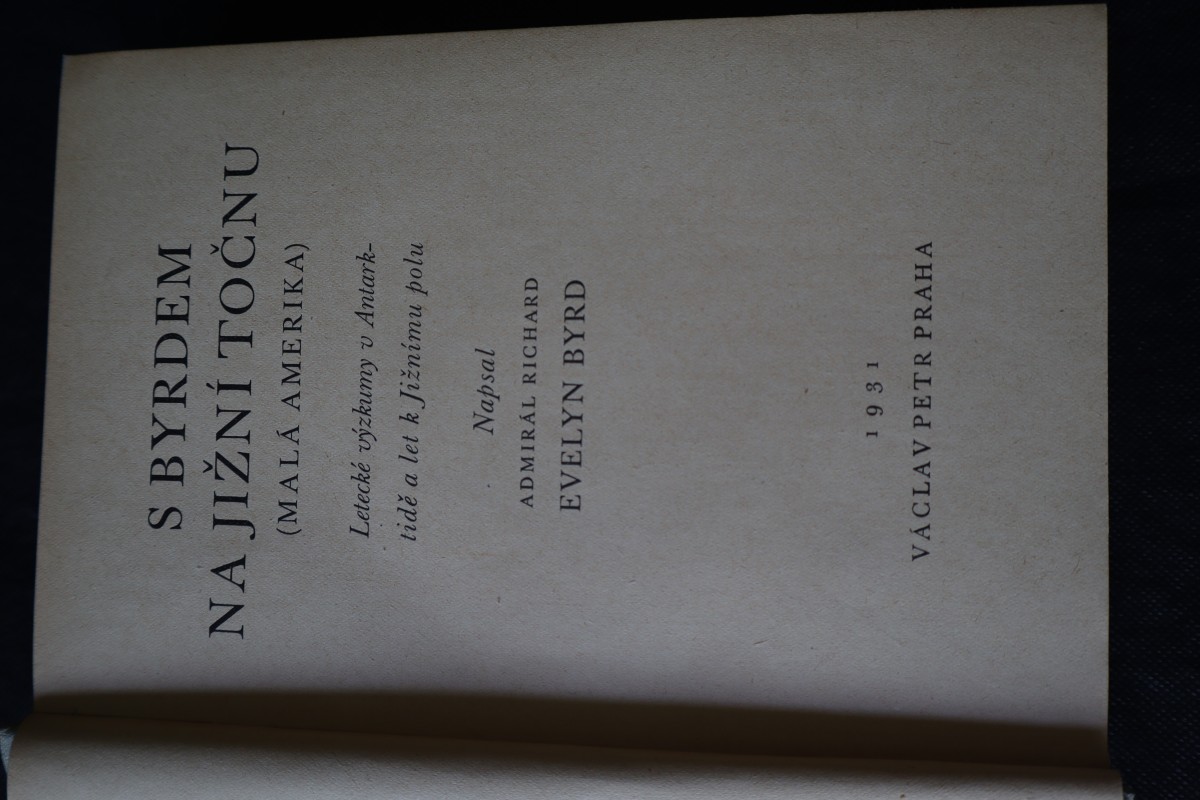 S BYRDEM
NA JIŽNÍ TOČNU
(MALÁ AMERIKA)
Letecké výzkumy v Antark-
tidě a let k Jižnímu polu
Napsal
ADMIRÁL RICHARD
EVELYN BYRD
1931
VÁCLAV PETR PRAHA